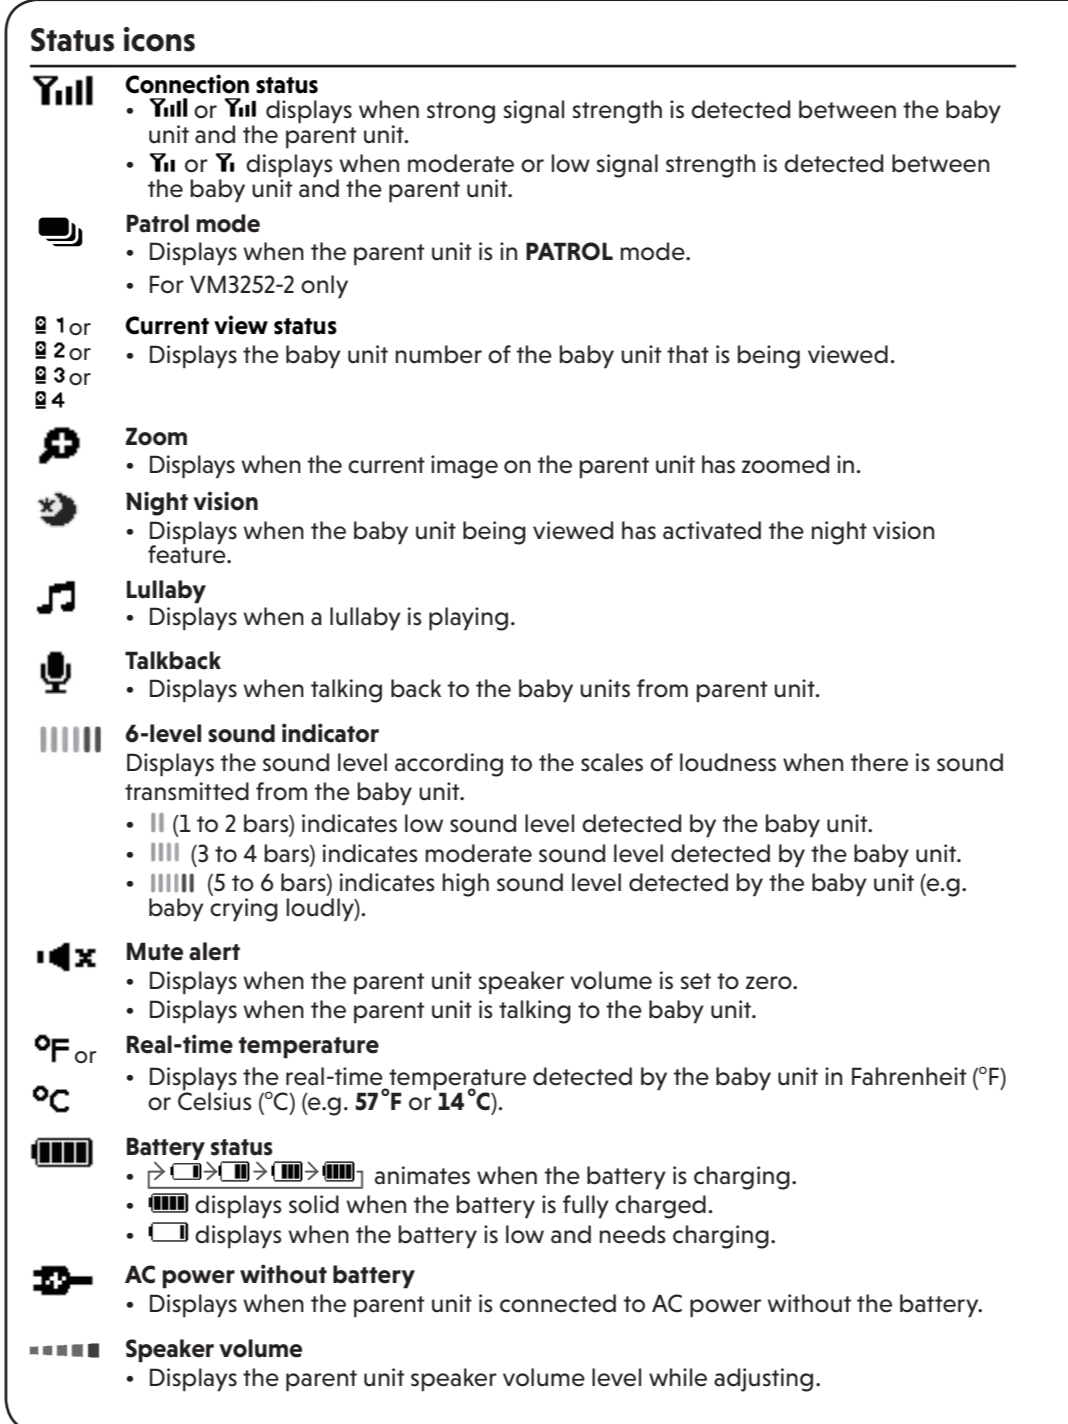 Status icons
Connection status
• or displays when strong signal strength is detected between the baby
unit and the parent unit.
• or displays when moderate or low signal strength is detected between
the baby unit and the parent unit.
Patrol mode
• Displays when the parent unit is in PATROL mode.
• For VM3252-2 only
1 or
2 or
3 or
4
Current view status
• Displays the baby unit number of the baby unit that is being viewed.
Zoom
• Displays when the current image on the parent unit has zoomed in.
Night vision
• Displays when the baby unit being viewed has activated the night vision
feature.
Lullaby
• Displays when a lullaby is playing.
Talkback
• Displays when talking back to the baby units from parent unit.
6-level sound indicator
Displays the sound level according to the scales of loudness when there is sound
transmitted from the baby unit.
• (1 to 2 bars) indicates low sound level detected by the baby unit.
• (3 to 4 bars) indicates moderate sound level detected by the baby unit.
• (5 to 6 bars) indicates high sound level detected by the baby unit (e.g.
baby crying loudly).
Mute alert
• Displays when the parent unit speaker volume is set to zero.
• Displays when the parent unit is talking to the baby unit.
°F or
°C
Real-time temperature
• Displays the real-time temperature detected by the baby unit in Fahrenheit (°F)
or Celsius (°C) (e.g. 57°F or 14°C).
Battery status
• animates when the battery is charging.
• displays solid when the battery is fully charged.
• displays when the battery is low and needs charging.
AC power without battery
• Displays when the parent unit is connected to AC power without the battery.
Speaker volume
• Displays the parent unit speaker volume level while adjusting.